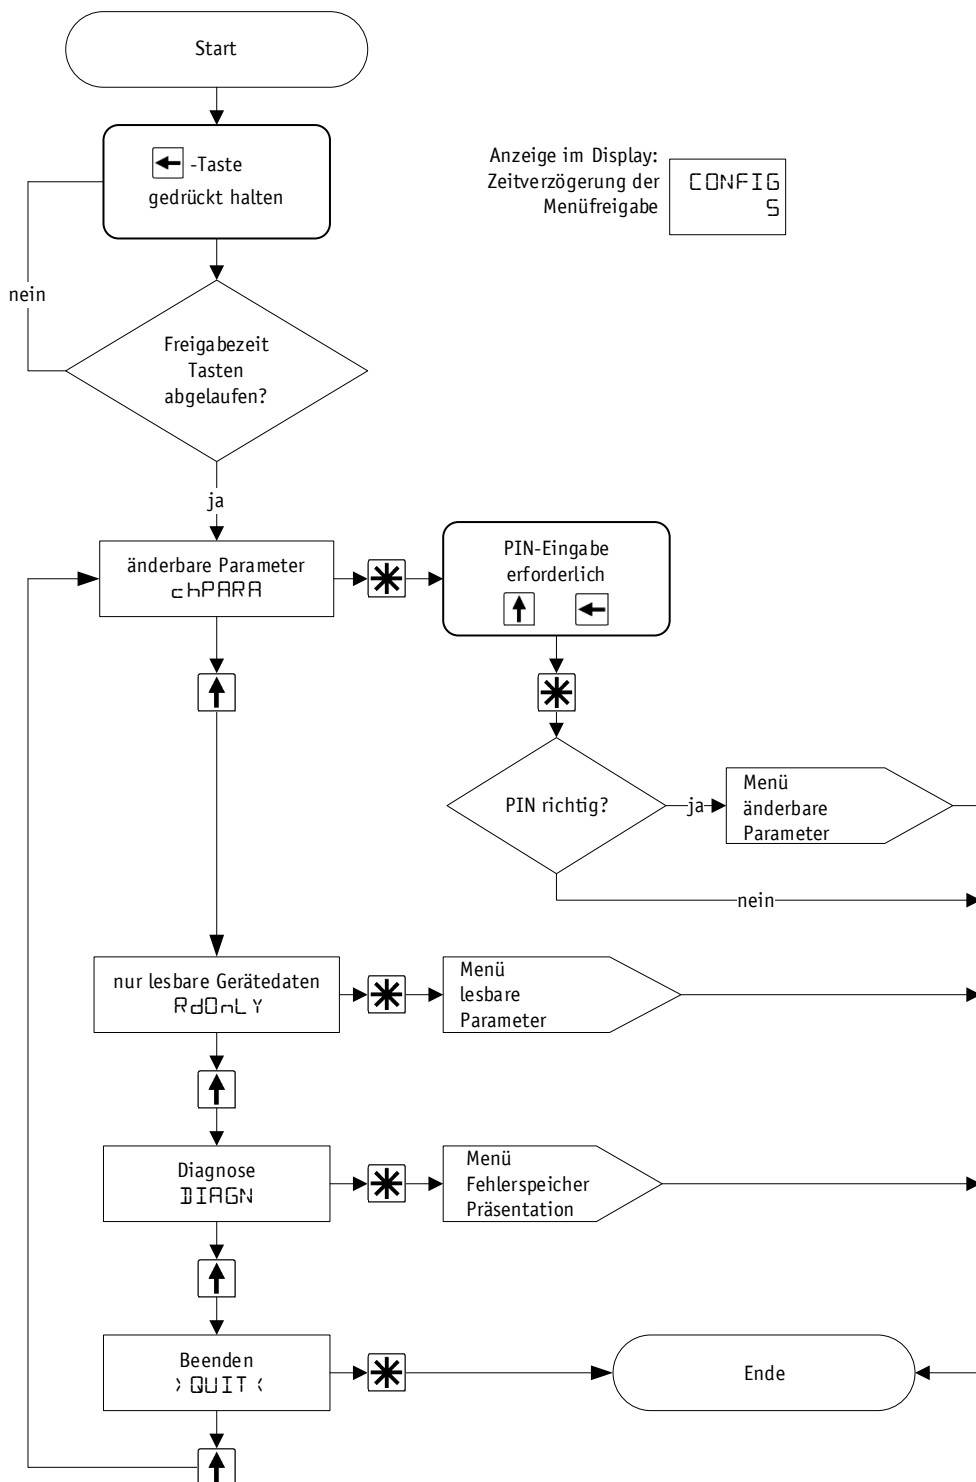 Start
-Taste
gedrückt halten
Anzeige im Display:
Zeitverzögerung der
Menüfreigabe
CONFIG
5
nein
Freigabezeit
Tasten
abgelaufen?
ja
änderbare Parameter
chPARA
PIN-Eingabe
erforderlich
PIN richtig?
ja
Menü
änderbare
Parameter
nein
nur lesbare Gerätedaten
RdOnLY
Menü
lesbare
Parameter
Diagnose
DIAGN
Menü
Fehlerspeicher
Präsentation
Beenden
› QUIT ‹
Ende